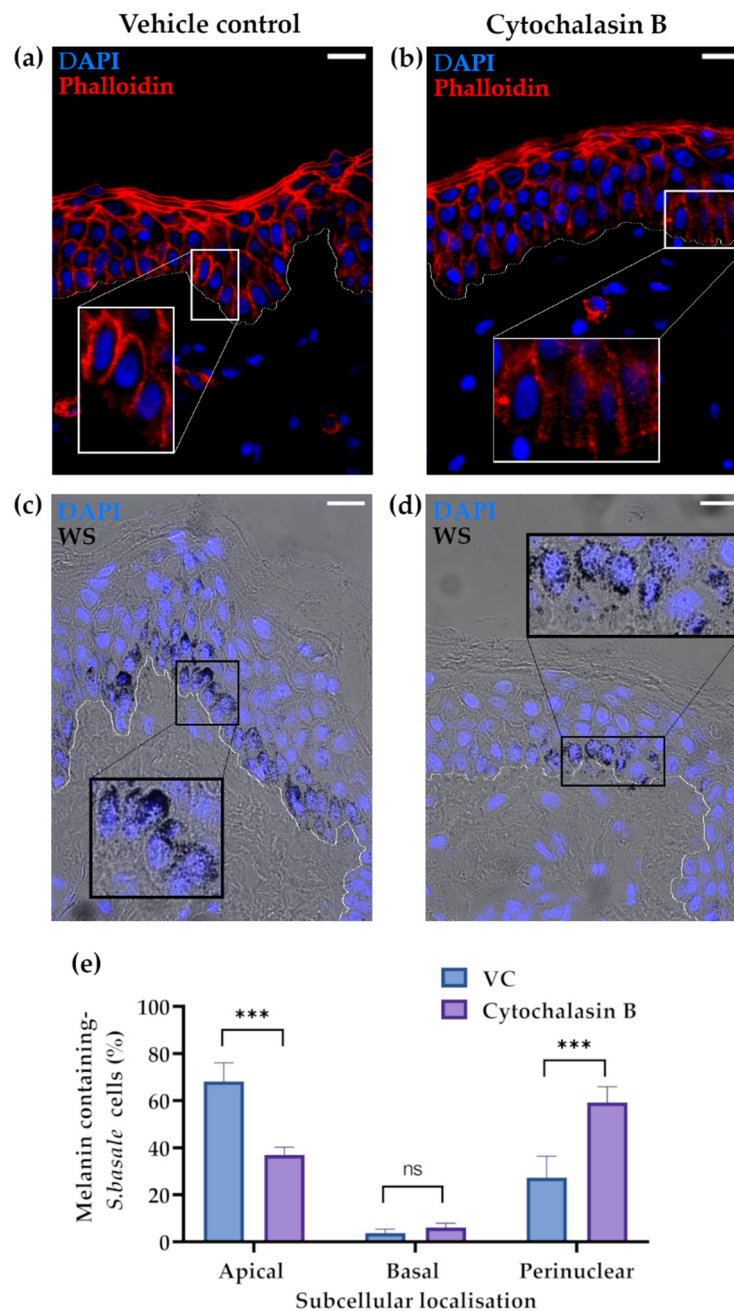 Vehicle control
Cytochalasin B
(a)
DAPI
Phalloidin
(b)
DAPI
Phalloidin
(c)
DAPI
WS
(d)
DAPI
WS
(e)
VC
Cytochalasin B
Melanin containing-
S.basale cells (%)
100
80
60
40
20
0
***
ns
***
Apical
Basal
Perinuclear
Subcellular localisation